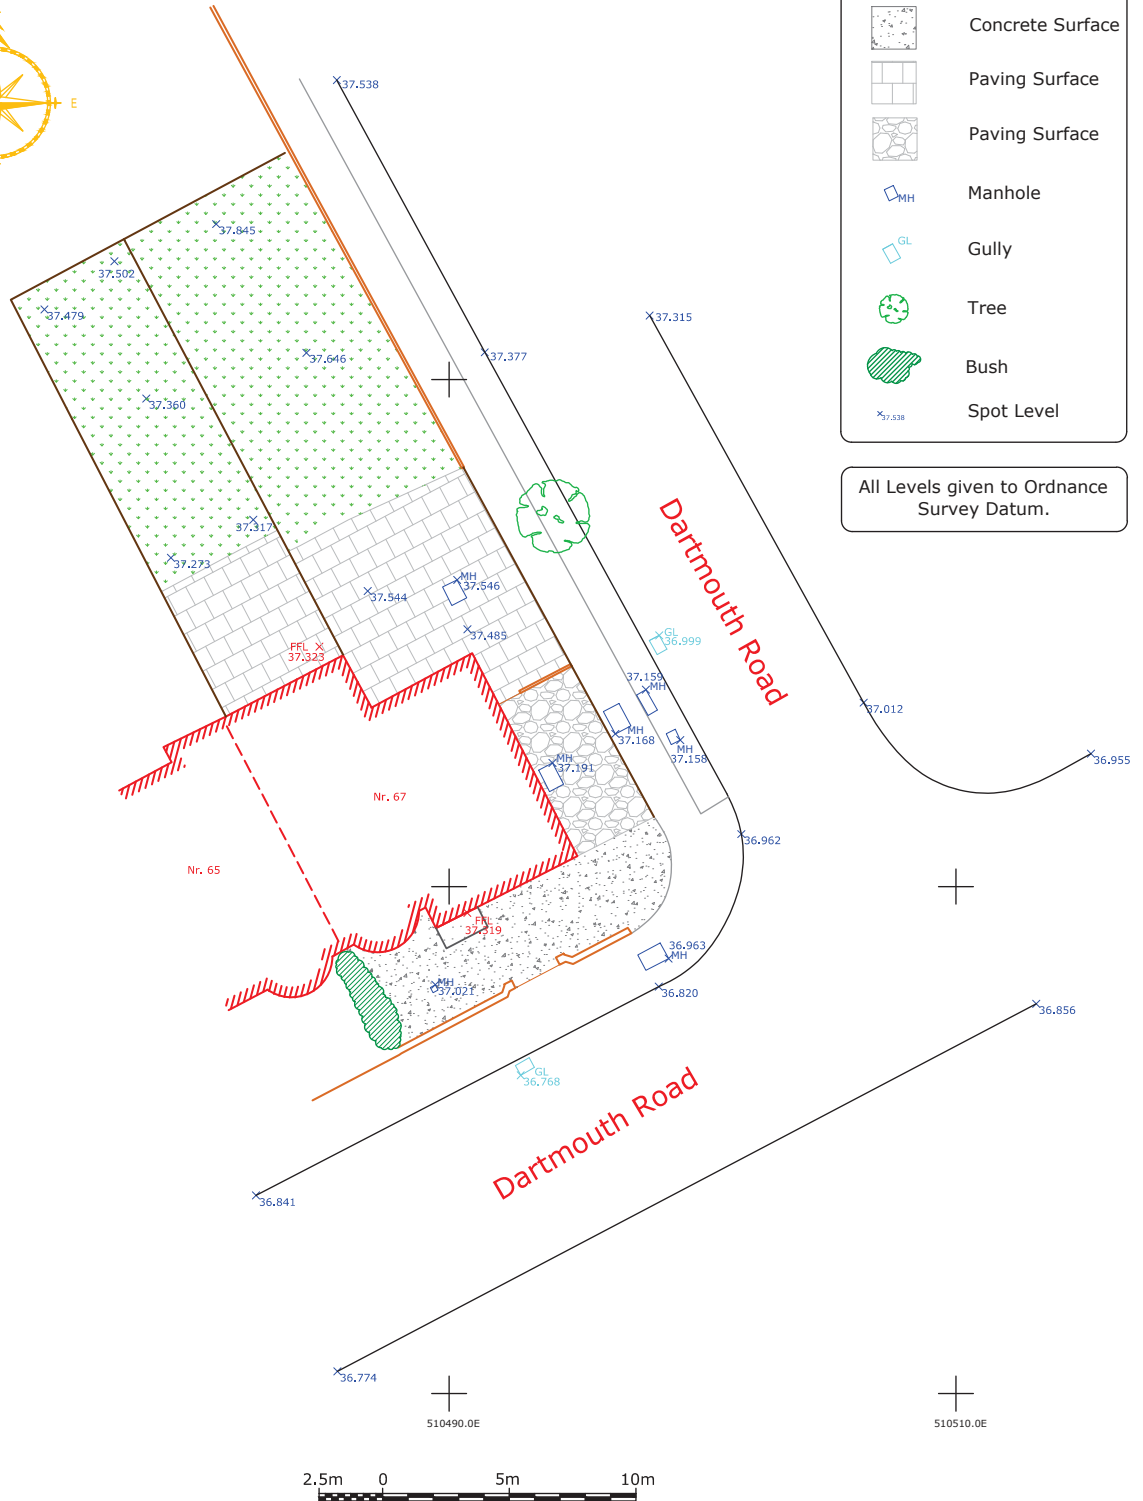 Concrete Surface
Paving Surface
Paving Surface
MH
Manhole
GL
Gully
Tree
Bush
37.538
Spot Level
All Levels given to Ordnance
Survey Datum.
E
37.538
37.845
37.502
37.479
37.315
37.377
37.646
37.360
37.317
37.273
Dartmouth Road
MH
37.546
37.544
37.485
GL
36.999
FFL
37.323
37.159
MH
37.012
MH
37.168
MH
37.158
36.955
MH
37.191
Nr. 67
36.962
Nr. 65
FFL
37.319
36.963
MH
MH
37.021
36.820
36.856
GL
36.768
Dartmouth Road
36.841
36.774
510490.0E
510510.0E
2.5m 0 5m 10m